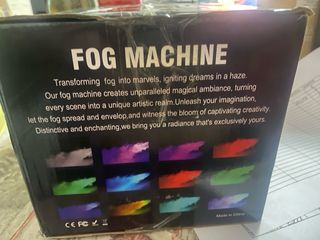 FOG MACHINE
Transforming fog into marvels, igniting dreams in a haze.
Our fog machine creates unparalleled magical ambiance, turning
every scene into a unique artistic realm.Unleash your imagination,
let the fog spread and envelop,and witness the bloom of captivating creativity.
Distinctive and enchanting,we bring you a radiance that's exclusively yours.
CE FC
Made in China